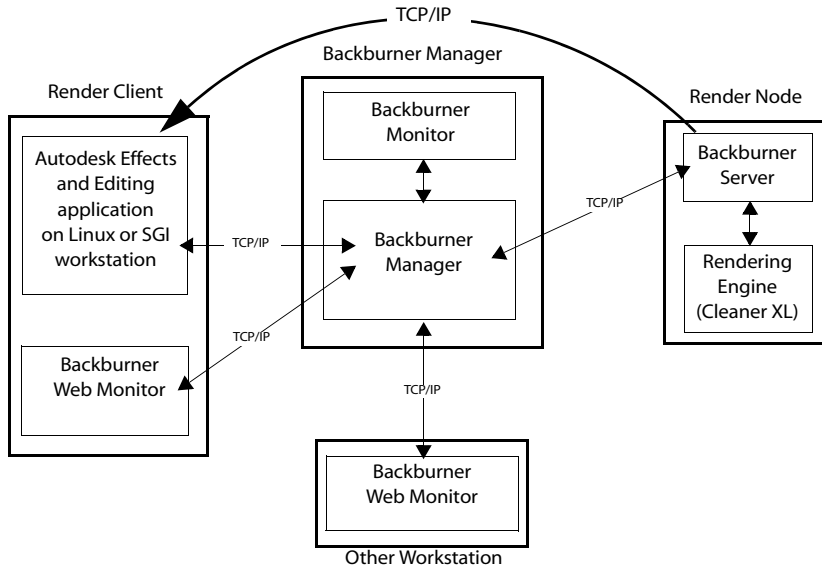 TCP/IP
Backburner Manager
Render Client
Render Node
Backburner
Monitor
Autodesk Effects
and Editing
application
on Linux or SGI
workstation
Backburner
Server
TCP/IP
TCP/IP
Backburner
Manager
Rendering
Engine
(Cleaner XL)
TCP/IP
Backburner
Web Monitor
TCP/IP
Backburner
Web Monitor
Other Workstation